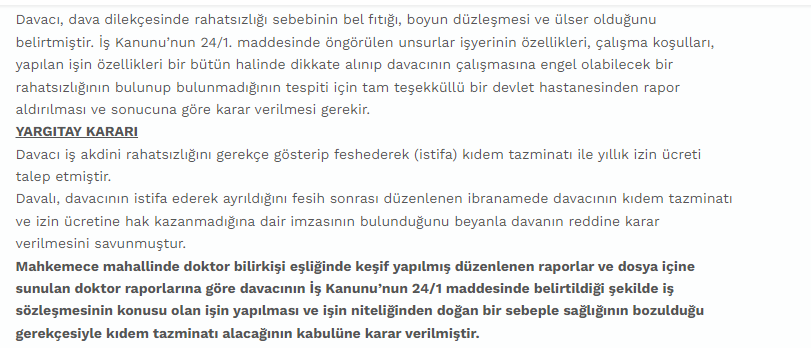 Davacı, dava dilekçesinde rahatsızlığı sebebinin bel fıtığı, boyun düzleşmesi ve ülser olduğunu
belirtmiştir. İş Kanunu’nun 24/1. maddesinde öngörülen unsurlar işyerinin özellikleri, çalışma koşulları,
yapılan işin özellikleri bir bütün halinde dikkate alınıp davacının çalışmasına engel olabilecek bir
rahatsızlığının bulunup bulunmadığının tespiti için tam teşekküllü bir devlet hastanesinden rapor
aldırılması ve sonucuna göre karar verilmesi gerekir.
YARGITAY KARARI
Davacı iş akdini rahatsızlığını gerekçe gösterip feshederek (istifa) kıdem tazminatı ile yıllık izin ücreti
talep etmiştir.
Davalı, davacının istifa ederek ayrıldığını fesih sonrası düzenlenen ibranamede davacının kıdem tazminatı
ve izin ücretine hak kazanmadığına dair imzasının bulunduğunu beyanla davanın reddine karar
verilmesini savunmuştur.
Mahkemece mahallinde doktor bilirkişi eşliğinde keşif yapılmış düzenlenen raporlar ve dosya içine
sunulan doktor raporlarına göre davacının İş Kanunu’nun 24/1 maddesinde belirtildiği şekilde iş
sözleşmesinin konusu olan işin yapılması ve işin niteliğinden doğan bir sebeple sağlığının bozulduğu
gerekçesiyle kıdem tazminatı alacağının kabulüne karar verilmiştir.